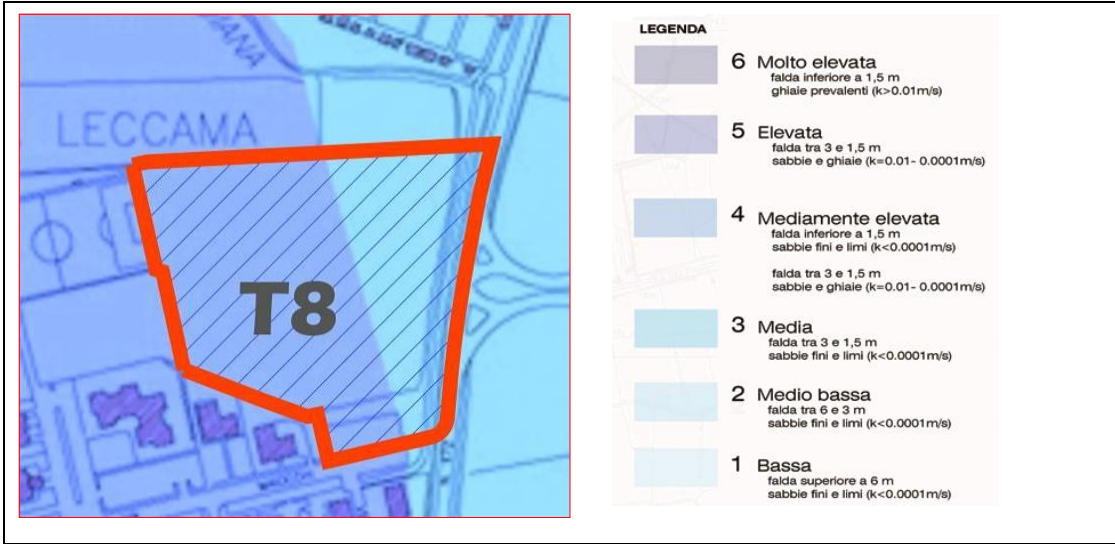 ANA
LECCAMA
T8
LEGENDA
6 Molto elevata
falda inferiore a 1,5 m
ghiaie prevalenti (k>0.01m/s)
5 Elevata
falda tra 3 e 1,5 m
sabbie e ghiaie (k=0.01- 0.0001m/s)
4 Mediamente elevata
falda inferiore a 1,5 m
sabbie fini e limi (k<0.0001m/s)
falda tra 3 e 1,5 m
sabbie e ghiaie (k=0.01- 0.0001m/s)
3 Media
falda tra 3 e 1,5 m
sabbie fini e limi (k<0.0001m/s)
2 Medio bassa
falda tra 6 e 3 m
sabbie fini e limi (k<0.0001m/s)
1 Bassa
falda superiore a 6 m
sabbie fini e limi (k<0.0001m/s)